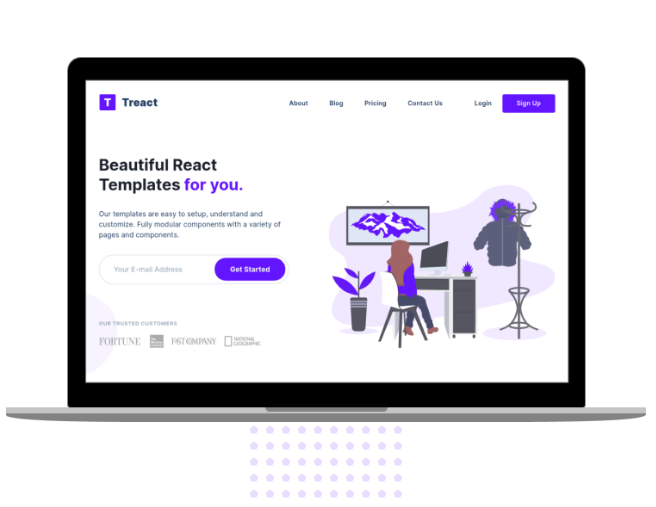 T Treact
About
Blog
Pricing
Contact Us
Login
Sign Up
Beautiful React
Templates for you.
Our templates are easy to setup, understand and
customize. Fully modular components with a variety of
pages and components.
Your E-mail Address
Get Started
OUR TRUSTED CUSTOMERS
FORTUNE
FAST COMPANY
NATIONAL
GEOGRAPHIC